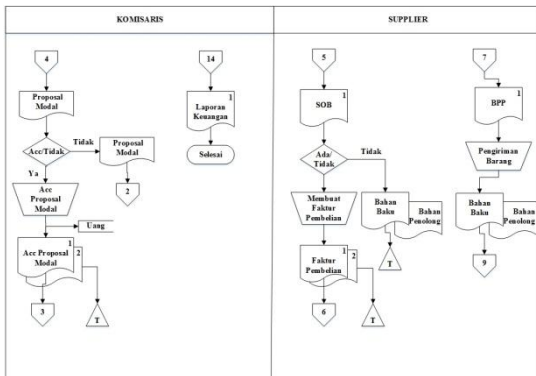 KOMISARIS
SUPPLIER
4
Proposal
Modal
Acc/Tidak
Tidak
Proposal
Modal
2
Ya
Acc
Proposal
Modal
Uang
1
2
Acc Proposal
Modal
3
T
14
1
Laporan
Keuangan
Selesai
5
1
SOB
Ada/
Tidak
Tidak
Membuat
Faktur
Pembelian
Bahan
Baku
Bahan
Penolong
T
1
2
Faktur
Pembelian
6
T
7
1
BPP
Pengiriman
Barang
Bahan
Baku
Bahan
Penolong
9